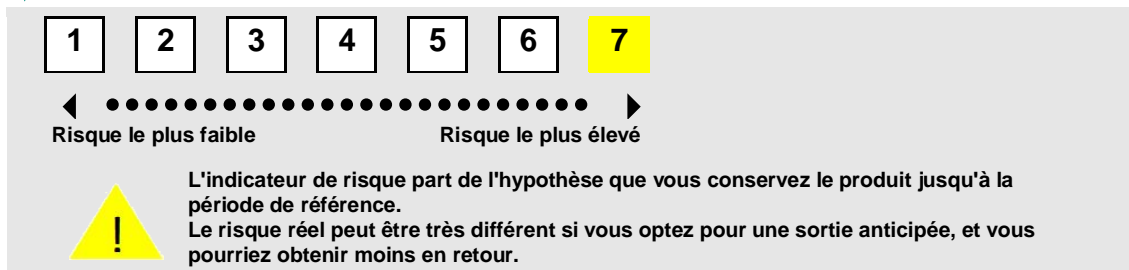 1 2 3 4 5 6 7
Risque le plus faible Risque le plus élevé
L'indicateur de risque part de l'hypothèse que vous conservez le produit jusqu'à la
période de référence.
Le risque réel peut être très différent si vous optez pour une sortie anticipée, et vous
pourriez obtenir moins en retour.
!